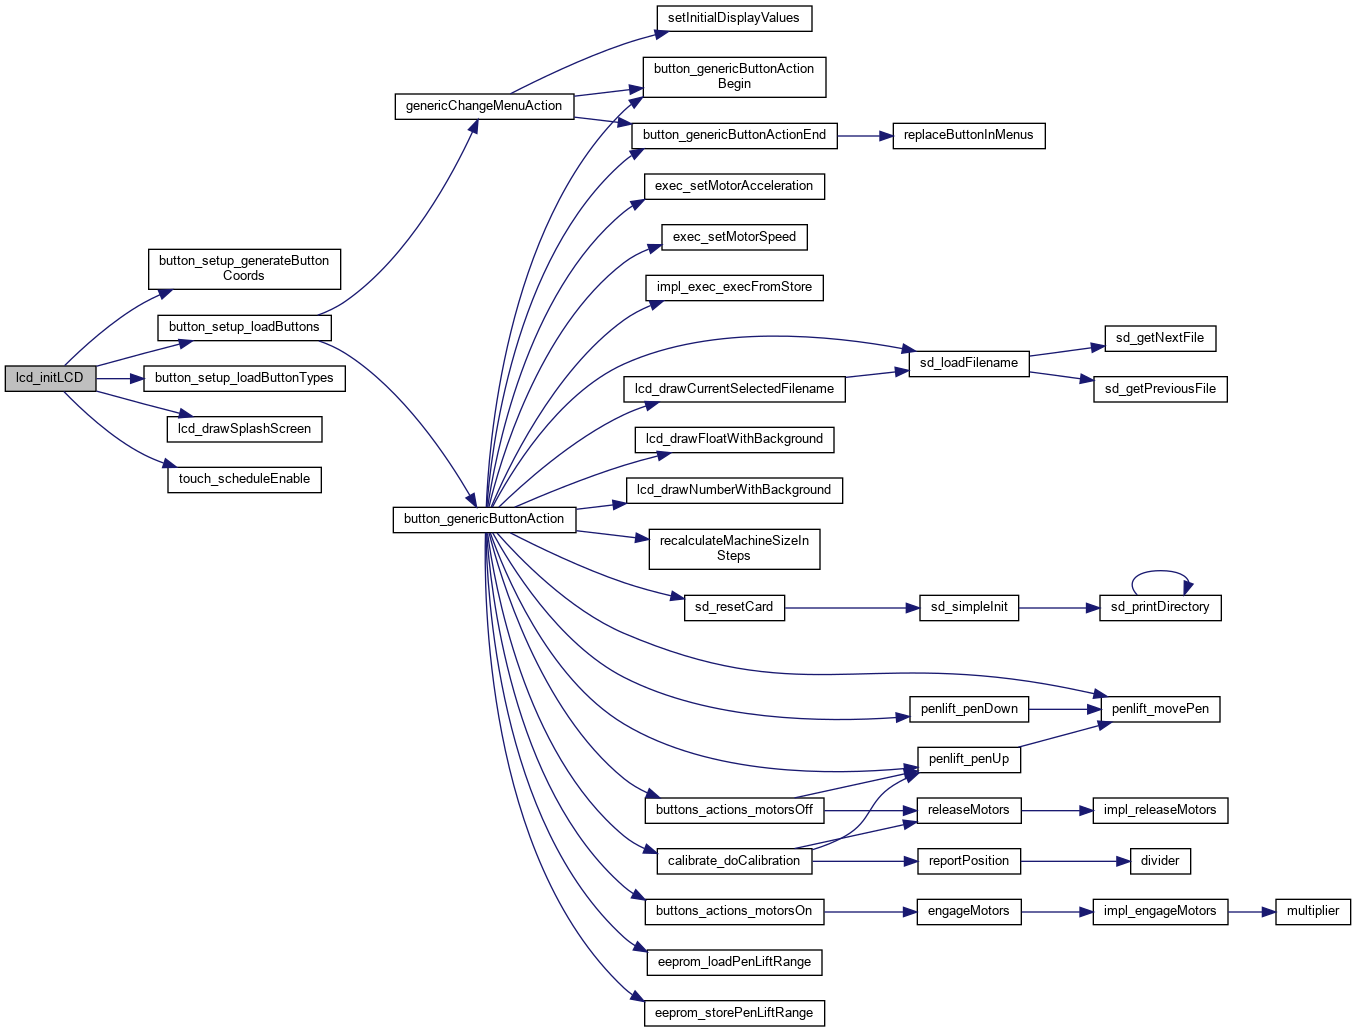 setInitialDisplayValues
button_genericButtonAction
Begin
genericChangeMenuAction
button_genericButtonActionEnd
replaceButtonInMenus
exec_setMotorAcceleration
exec_setMotorSpeed
button_setup_generateButton
Coords
impl_exec_execFromStore
button_setup_loadButtons
sd_getNextFile
sd_loadFilename
lcd_initLCD
button_setup_loadButtonTypes
lcd_drawCurrentSelectedFilename
sd_getPreviousFile
lcd_drawSplashScreen
lcd_drawFloatWithBackground
touch_scheduleEnable
lcd_drawNumberWithBackground
button_genericButtonAction
recalculateMachineSizeIn
Steps
sd_resetCard
sd_simpleInit
sd_printDirectory
penlift_penDown
penlift_movePen
penlift_penUp
buttons_actions_motorsOff
releaseMotors
impl_releaseMotors
calibrate_doCalibration
reportPosition
divider
buttons_actions_motorsOn
engageMotors
impl_engageMotors
multiplier
eeprom_loadPenLiftRange
eeprom_storePenLiftRange